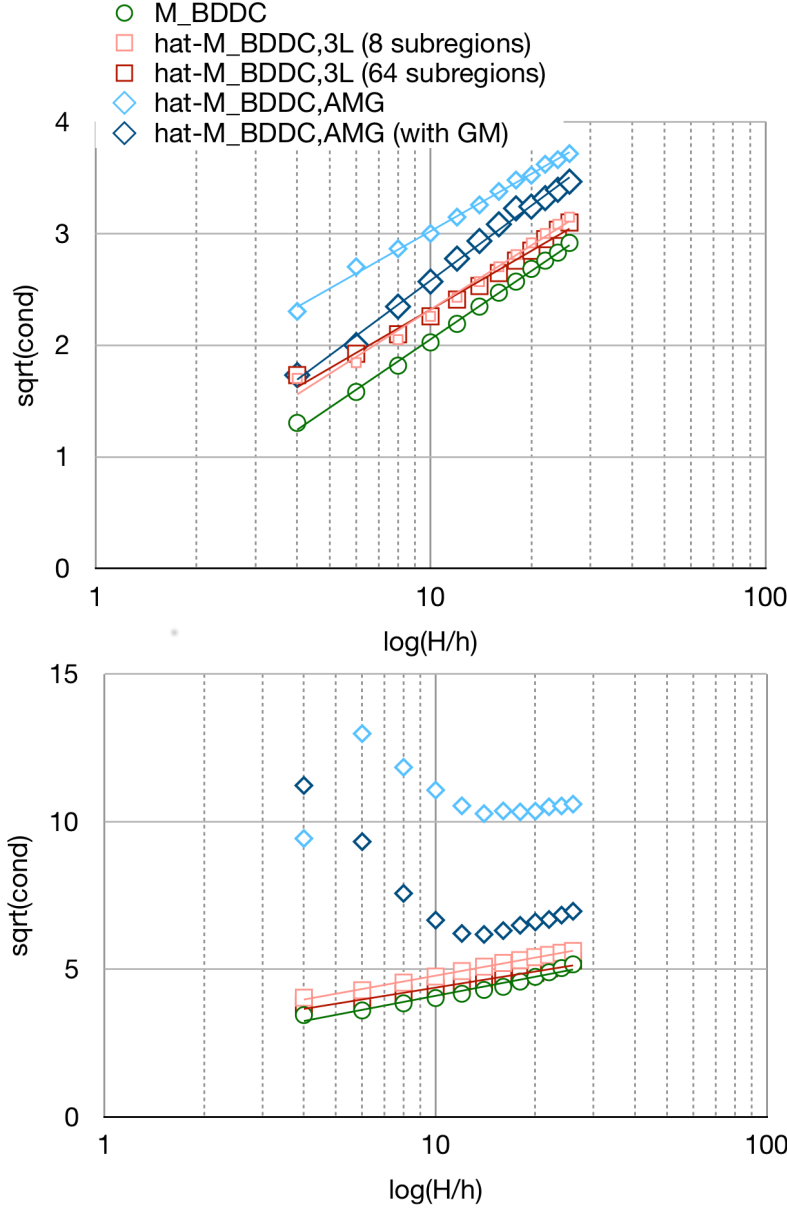 M_BDDC
hat-M_BDDC,3L (8 subregions)
hat-M_BDDC,3L (64 subregions)
hat-M_BDDC,AMG
hat-M_BDDC,AMG (with GM)
4
3
2
1
0
sqrt(cond)
1 10 100
log(H/h)
15
10
5
0
sqrt(cond)
1 10 100
log(H/h)